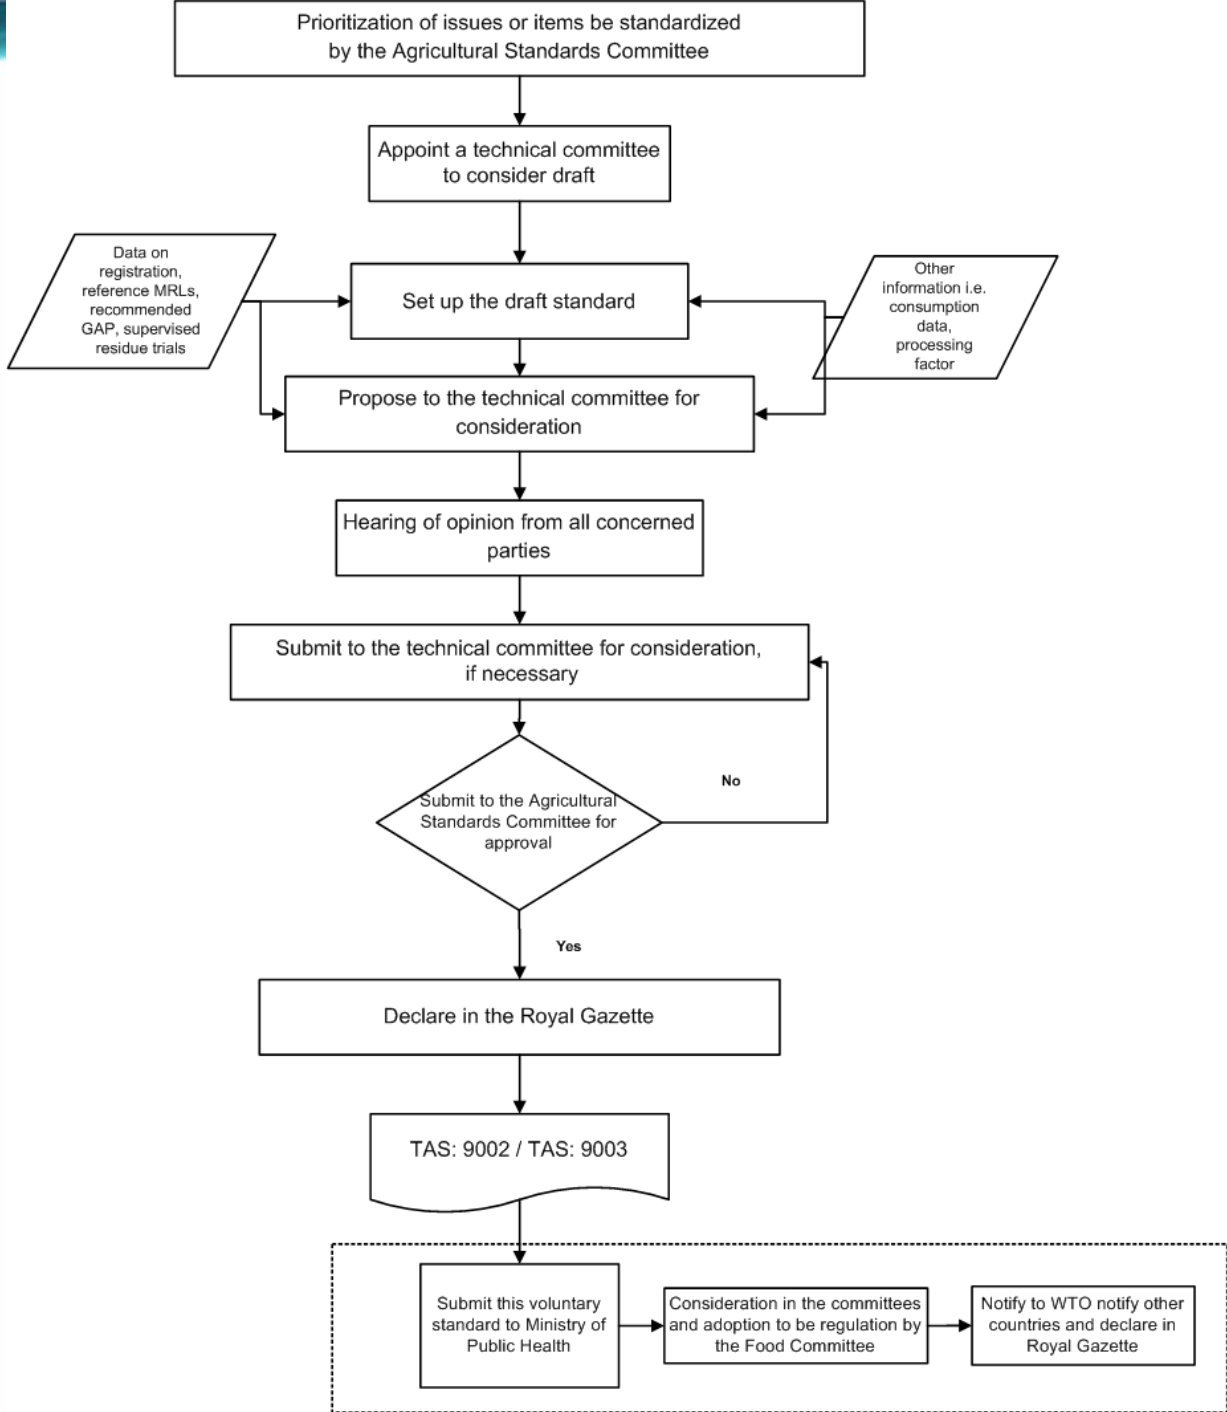 Prioritization of issues or items be standardized
by the Agricultural Standards Committee
Appoint a technical committee
to consider draft
Data on
registration,
reference MRLs,
recommended
GAP, supervised
residue trials
Set up the draft standard
Other
information i.e.
consumption
data,
processing
factor
Propose to the technical committee for
consideration
Hearing of opinion from all concerned
parties
Submit to the technical committee for consideration,
if necessary
No
Submit to the Agricultural
Standards Committee for
approval
Yes
Declare in the Royal Gazette
TAS: 9002 / TAS: 9003
Submit this voluntary
standard to Ministry of
Public Health
Consideration in the committees
and adoption to be regulation by
the Food Committee
Notify to WTO notify other
countries and declare in
Royal Gazette